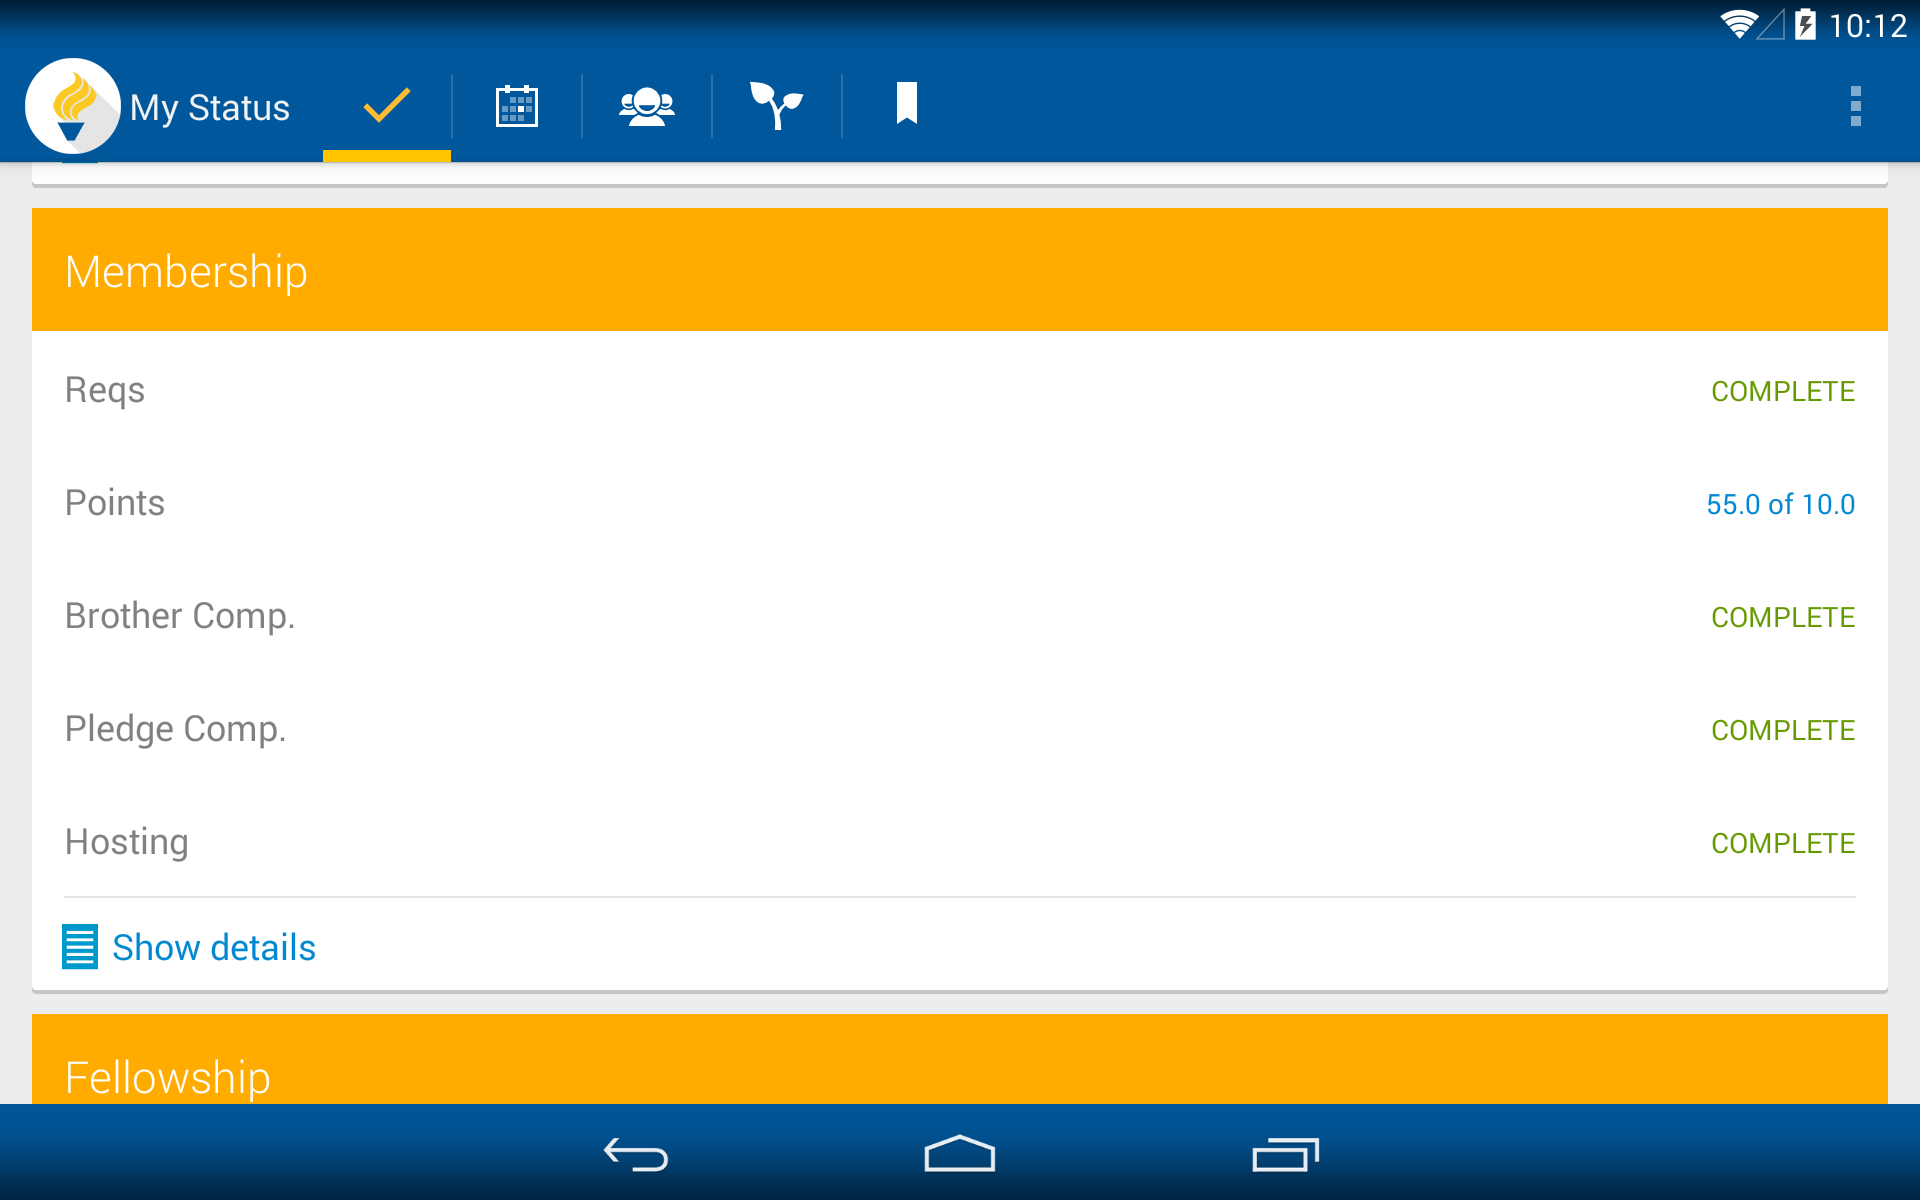 10:12
My Status
Membership
Reqs COMPLETE
Points 55.0 of 10.0
Brother Comp. COMPLETE
Pledge Comp. COMPLETE
Hosting COMPLETE
Show details
Fellowship